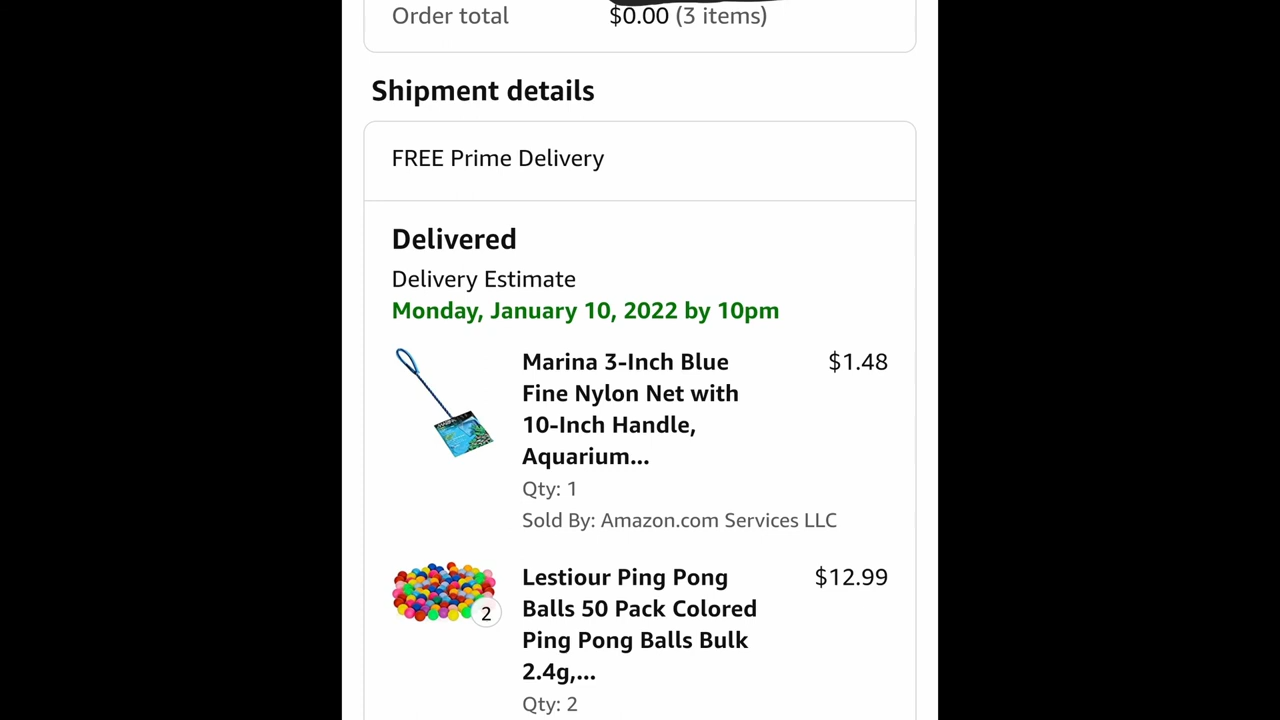 Order total $0.00 (3 items)
Shipment details
FREE Prime Delivery
Delivered
Delivery Estimate
Monday, January 10, 2022 by 10pm
Marina 3-Inch Blue $1.48
Fine Nylon Net with
10-Inch Handle,
Aquarium...
Qty: 1
Sold By: Amazon.com Services LLC
Lestiour Ping Pong $12.99
Balls 50 Pack Colored
Ping Pong Balls Bulk
2.4g,...
2
Qty: 2